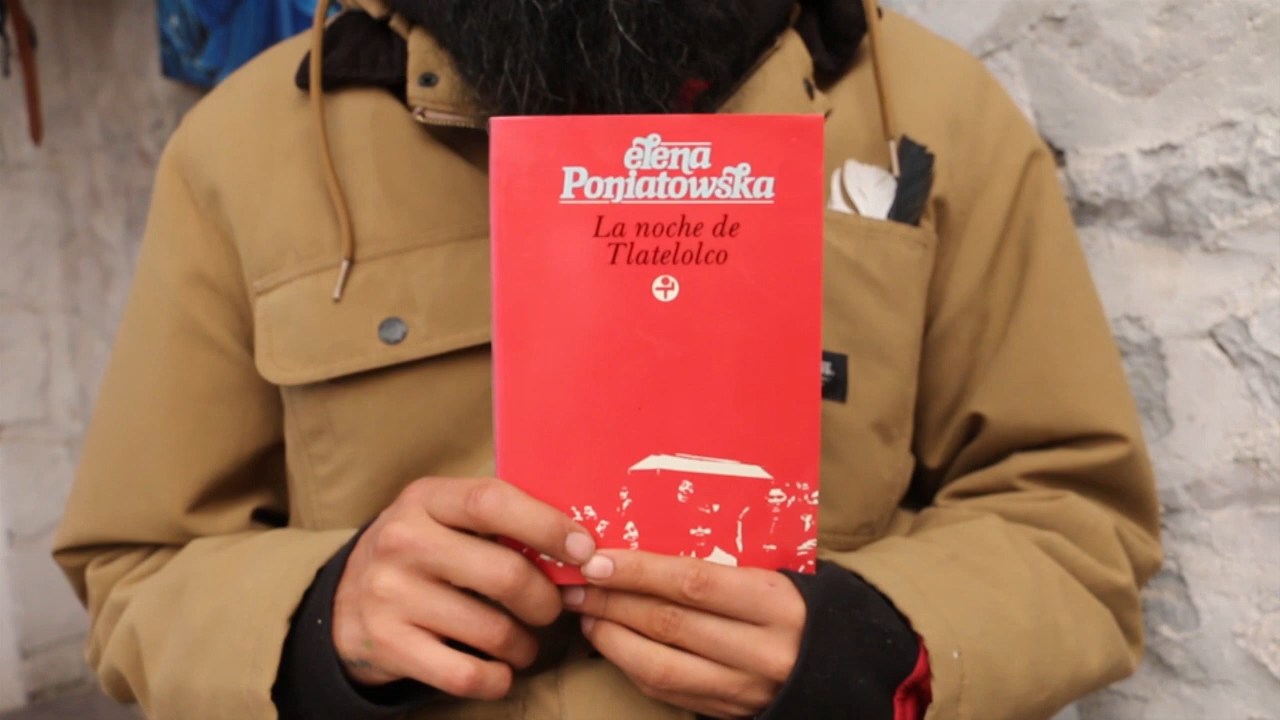 elena
Poniatowska
La noche de
Tlatelolco